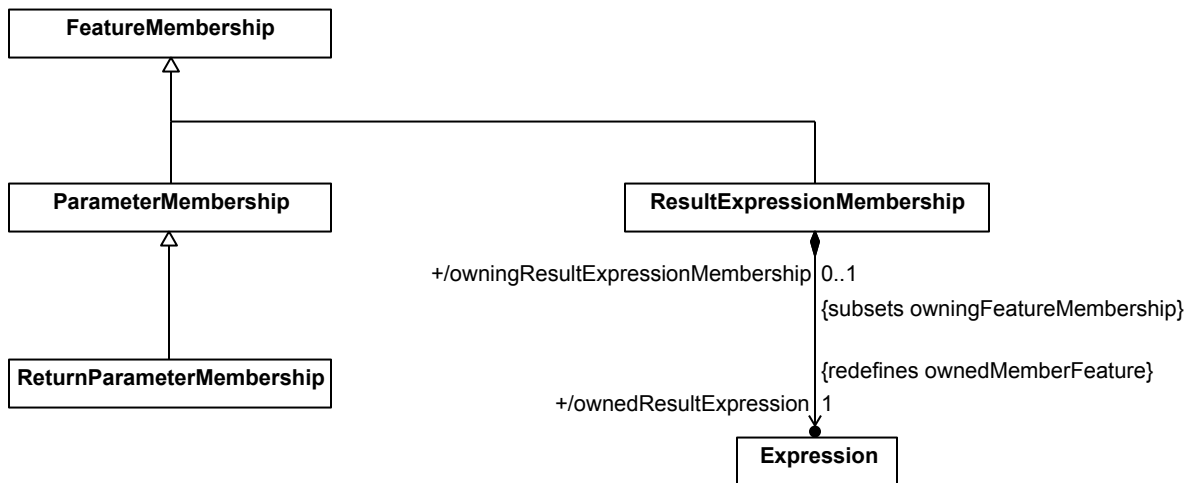 FeatureMembership
ParameterMembership
ResultExpressionMembership
+/owningResultExpressionMembership 0..1
{subsets owningFeatureMembership}
ReturnParameterMembership
{redefines ownedMemberFeature}
+/ownedResultExpression 1
Expression